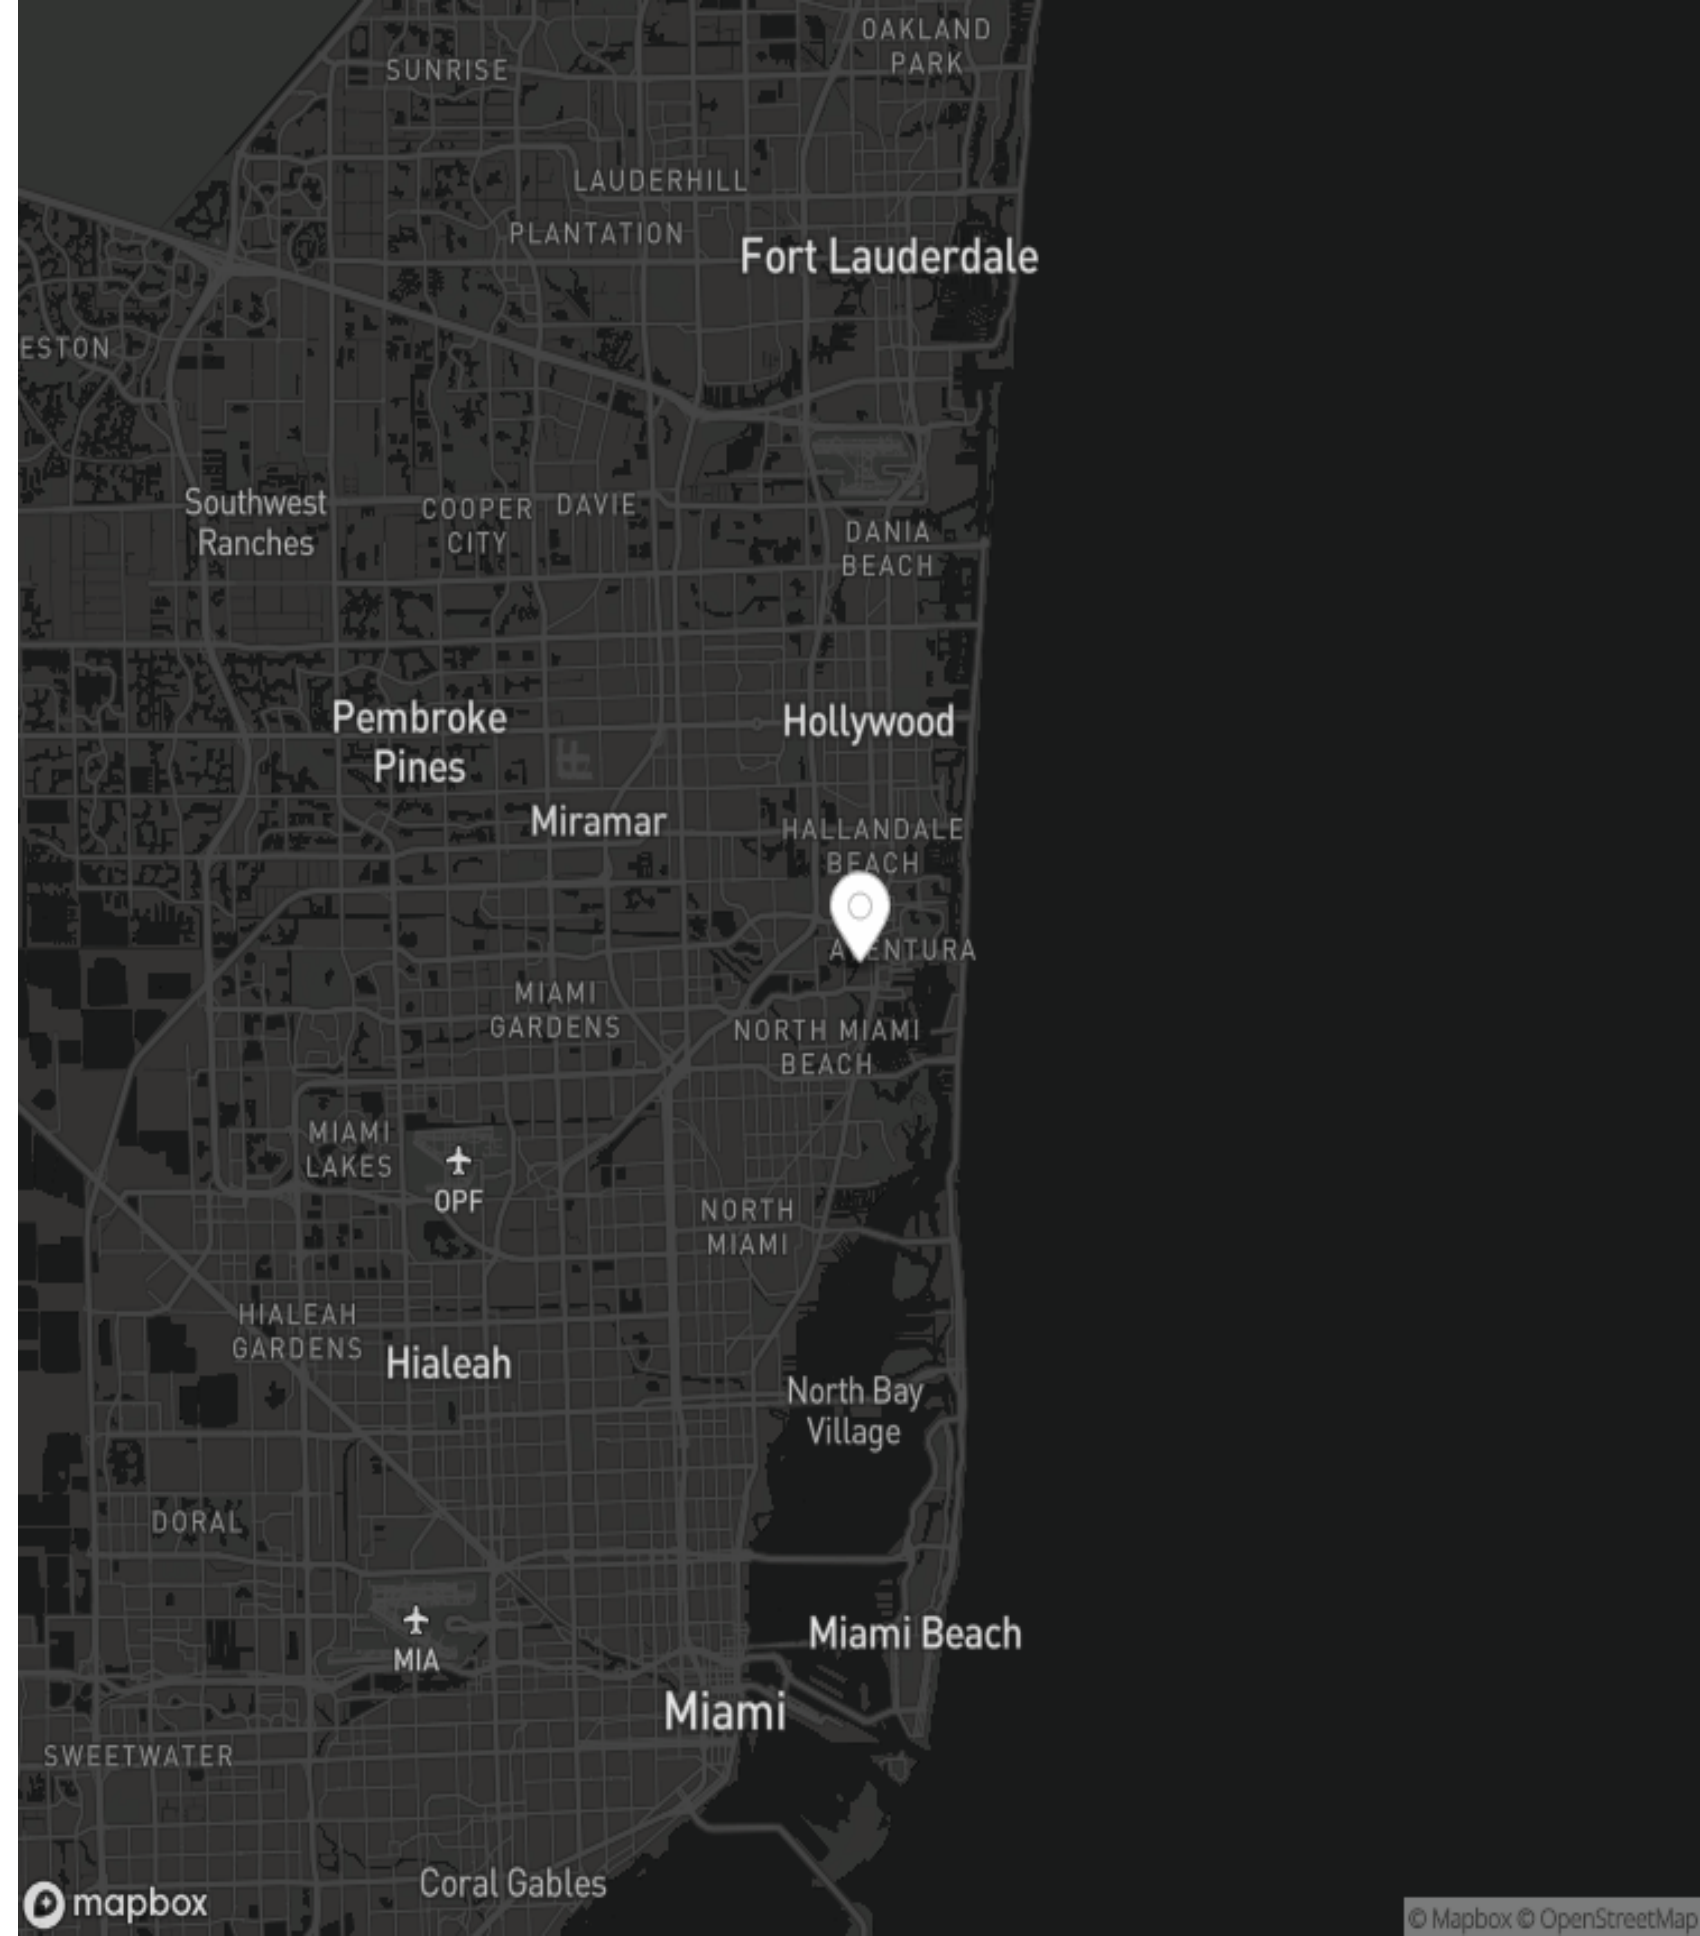 OAKLAND
PARK
SUNRISE
LAUDERHILL
PLANTATION
Fort Lauderdale
ESTON
Southwest
Ranches
COOPER
CITY
DAVIE
DANIA
BEACH
Pembroke
Pines
Hollywood
Miramar
HALLANDALE
BEACH
A ENTURA
MIAMI
GARDENS
NORTH MIAMI
BEACH
MIAMI
LAKES
OPF
NORTH
MIAMI
HIALEAH
GARDENS
Hialeah
North Bay
Village
DORAL
MIA
Miami Beach
Miami
SWEETWATER
Coral Gables
mapbox
© Mapbox © OpenStreetMap